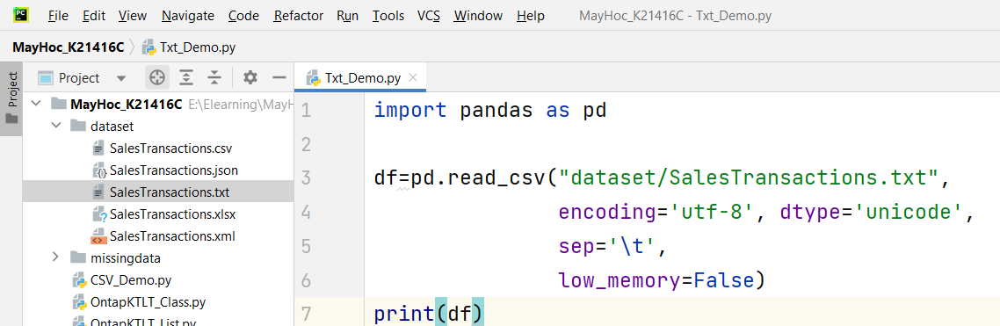 PC
File Edit View Navigate Code Refactor Run Tools VCS Window Help MayHoc_K21416C - Txt_Demo.py
MayHoc_K21416C Txt_Demo.py
Project
Project
Txt_Demo.py
MayHoc_K21416C E:\Elearning\MayH
dataset
SalesTransactions.csv
SalesTransactions.json
SalesTransactions.txt
SalesTransactions.xlsx
SalesTransactions.xml
missingdata
CSV_Demo.py
OntapKTLT_Class.py
OntapKTLT_List.py
1 import pandas as pd
2
3 df=pd.read_csv("dataset/SalesTransactions.txt",
4 encoding='utf-8', dtype='unicode',
5 sep='\t',
6 low_memory=False)
7 print(df)